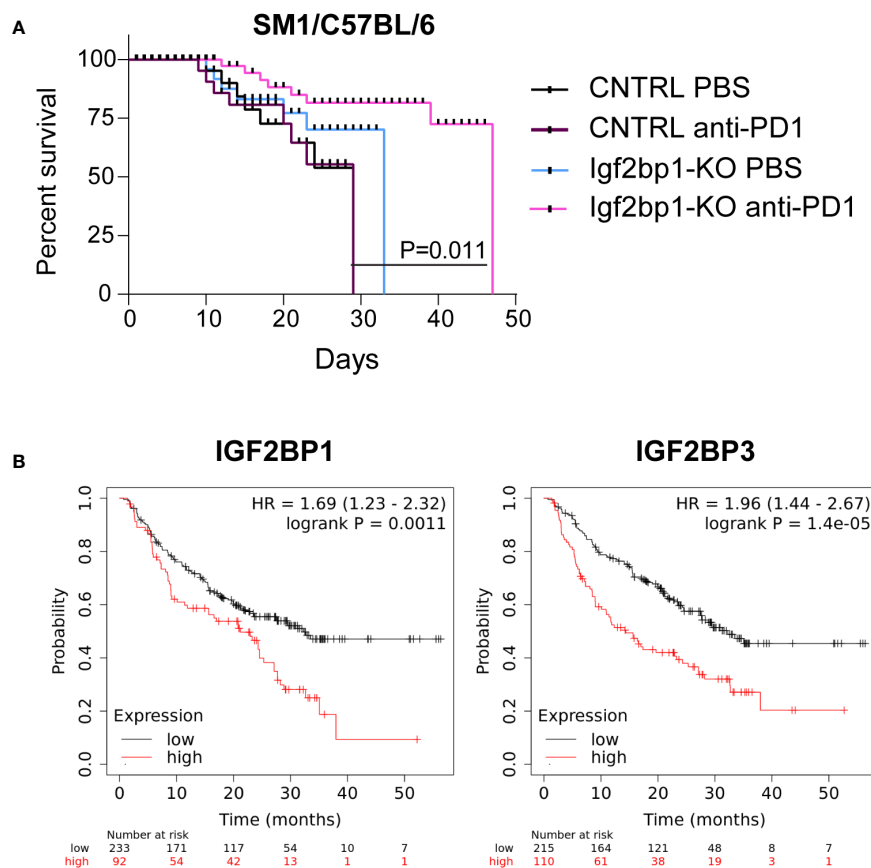 A
SM1/C57BL/6
Percent survival
100
75
50
25
0
P=0.011
0 10 20 30 40 50
Days
CNTRL PBS
CNTRL anti-PD1
Igf2bp1-KO PBS
Igf2bp1-KO anti-PD1
B
IGF2BP1
HR = 1.69 (1.23 - 2.32)
logrank P = 0.0011
Probability
1.0
0.8
0.6
0.4
0.2
0.0
Expression
low
high
0 10 20 30 40 50
Time (months)
Number at risk
low 233 171 117 54 10 7
high 92 54 42 13 1 1
IGF2BP3
HR = 1.96 (1.44 - 2.67)
logrank P = 1.4e-05
Probability
1.0
0.8
0.6
0.4
0.2
0.0
Expression
low
high
0 10 20 30 40 50
Time (months)
Number at risk
low 215 164 121 48 8 7
high 110 61 38 19 3 1